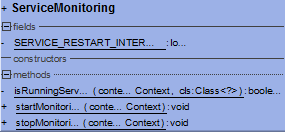 + ServiceMonitoring
fields
- SERVICE_RESTART_INTER... :lo...
constructors
methods
- isRunningServ... ( conte... Context, cls:Class<?> ):boole...
+ startMonitori... ( conte... Context):void
+ stopMonitori... ( conte... Context):void